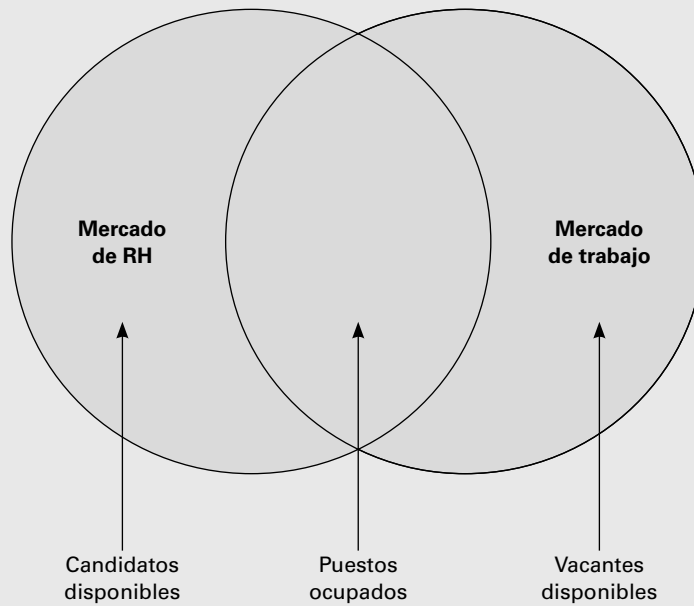 Mercado
de RH
Mercado
de trabajo
Candidatos
disponibles
Puestos
ocupados
Vacantes
disponibles